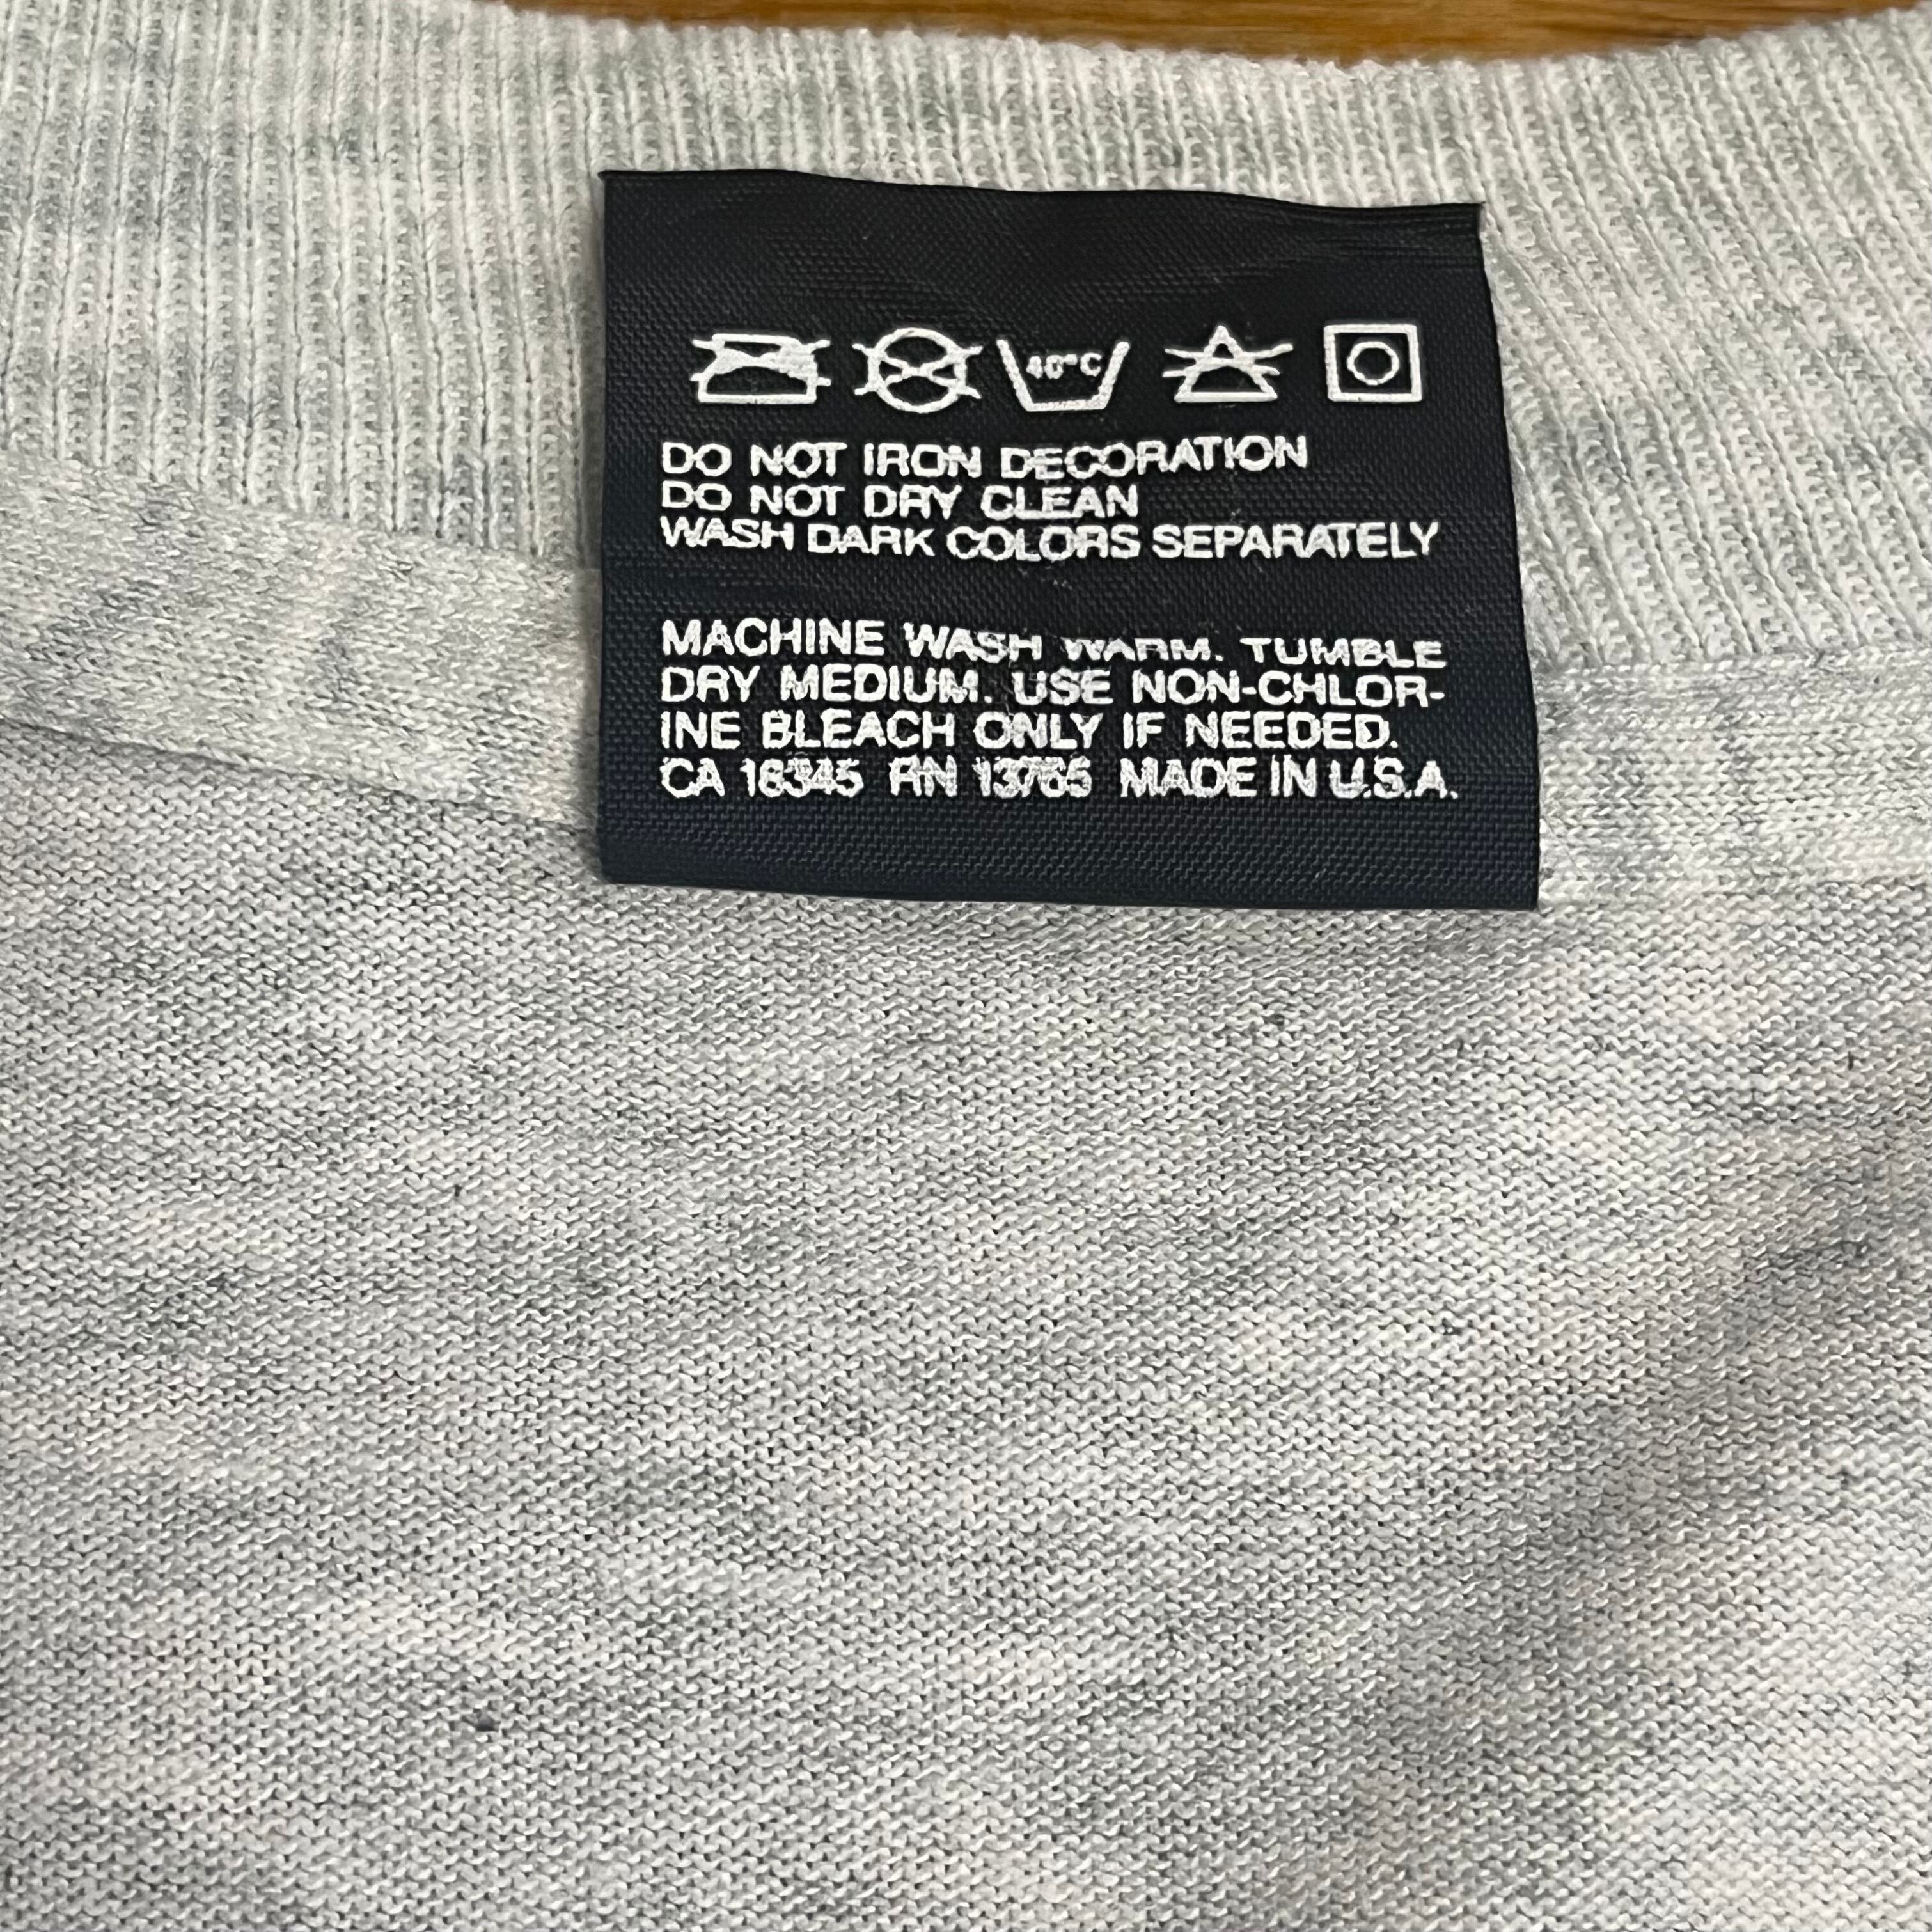 40°C
DO NOT IRON DECORATION
DO NOT DRY CLEAN
WASH DARK COLORS SEPARATELY
MACHINE WASH WARM. TUMBLE
DRY MEDIUM. USE NON-CHLOR-
INE BLEACH ONLY IF NEEDED.
CA 16345 RN 13765 MADE IN U.S.A.